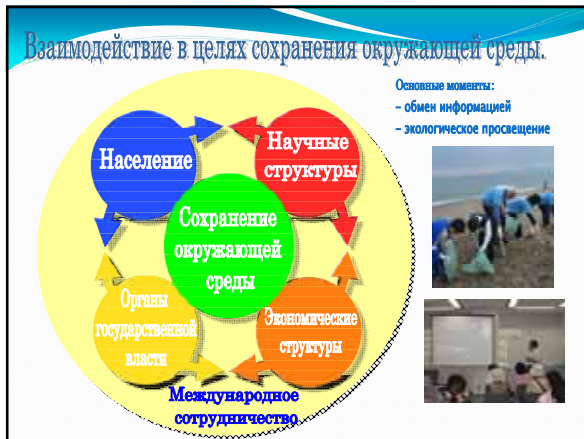 Взаимодействие в целях сохранения окружающей среды.
Основные моменты:
– обмен информацией
– экологическое просвещение
Население
Научные
структуры
Сохранение
окружающей
среды
Органы
государственной
власти
Экономические
структуры
Международное
сотрудничество